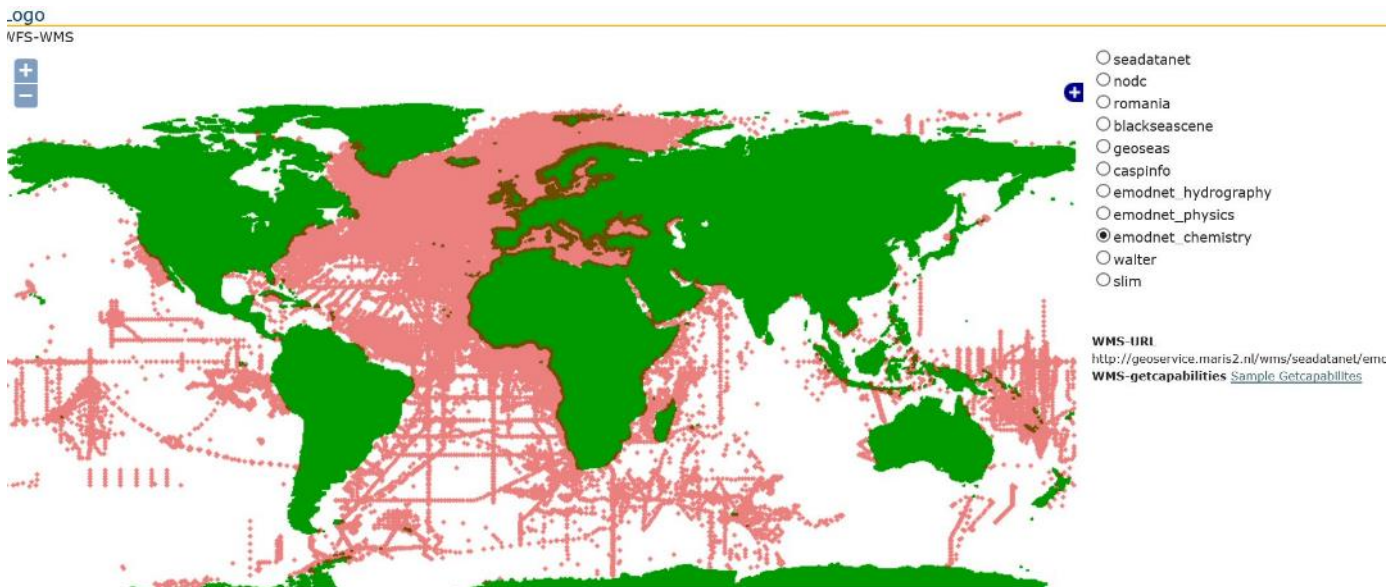 Logo
WFS-WMS
+
−
+
seadatanet
nodc
romania
blackseascene
geoseas
caspinfo
emodnet_hydrography
emodnet_physics
emodnet_chemistry
walter
slim
WMS-URL
http://geoservice.maris2.nl/wms/seadatanet/emo
WMS-getcapabilities Sample Getcapabilites